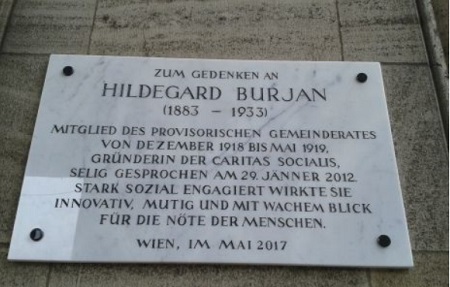 ZUM GEDENKEN AN
HILDEGARD BURJAN
(1883 – 1933)
MITGLIED DES PROVISORISCHEN GEMEINDERATES
VON DEZEMBER 1918 BIS MAI 1919,
GRÜNDERIN DER CARITAS SOCIALIS,
SELIG GESPROCHEN AM 29. JÄNNER 2012.
STARK SOZIAL ENGAGIERT WIRKTE SIE
INNOVATIV, MUTIG UND MIT WACHEM BLICK
FÜR DIE NÖTE DER MENSCHEN.
WIEN, IM MAI 2017